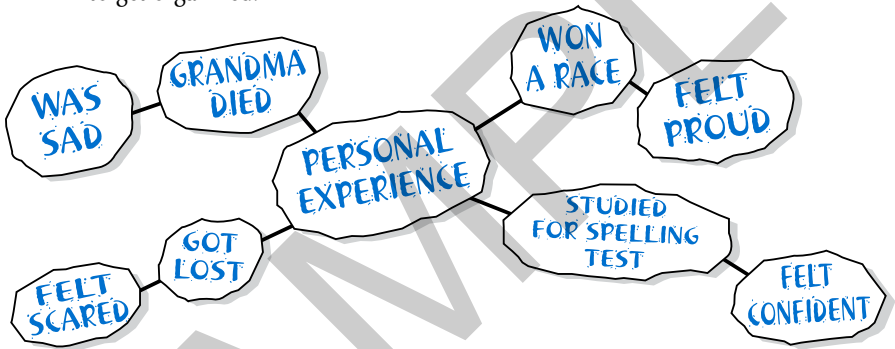 WAS
SAD
GRANDMA
DIED
WON
A RACE
FELT
PROUD
PERSONAL
EXPERIENCE
GOT
LOST
FELT
SCARED
STUDIED
FOR SPELLING
TEST
FELT
CONFIDENT